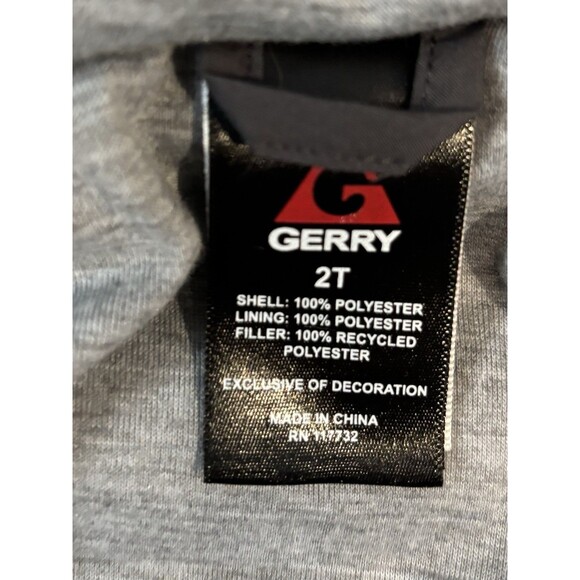 G
GERRY
2T
SHELL: 100% POLYESTER
LINING: 100% POLYESTER
FILLER: 100% RECYCLED
POLYESTER
EXCLUSIVE OF DECORATION
MADE IN CHINA
RN 117732